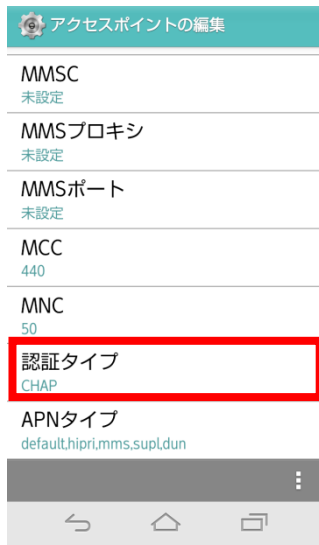 アクセスポイントの編集
MMSC
未設定
MMSプロキシ
未設定
MMSポート
未設定
MCC
440
MNC
50
認証タイプ
CHAP
APNタイプ
default,hipri,mms,supl,dun